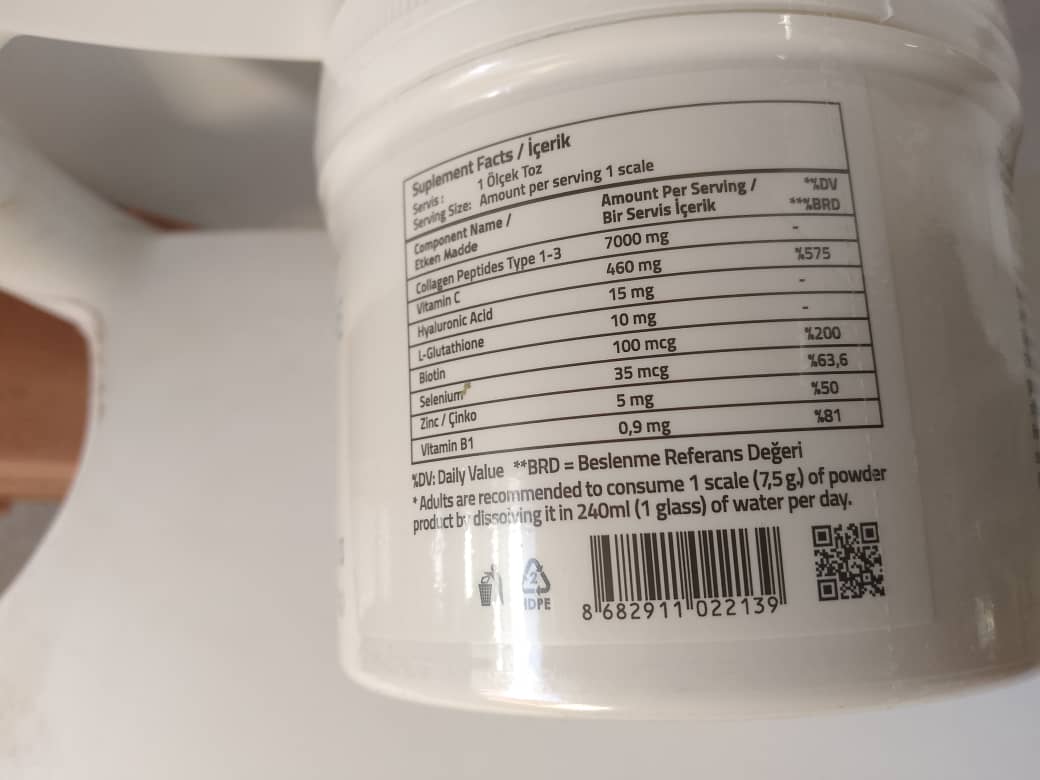 Suplement Facts / İçerik
Servis : 1 Ölçek Toz
Serving Size: Amount per serving 1 scale
Component Name / Etken Madde Amount Per Serving / Bir Servis İçerik *%DV **%BRD
Collagen Peptides Type 1-3 7000 mg -
Vitamin C 460 mg %575
Hyaluronic Acid 15 mg -
L-Glutathione 10 mg -
Biotin 100 mcg %200
Selenium 35 mcg %63,6
Zinc / Çinko 5 mg %50
Vitamin B1 0,9 mg %81
%DV: Daily Value **BRD = Beslenme Referans Değeri
* Adults are recommended to consume 1 scale (7,5 g.) of powder
product by dissolving it in 240ml (1 glass) of water per day.
2
HDPE
8 682911 022139